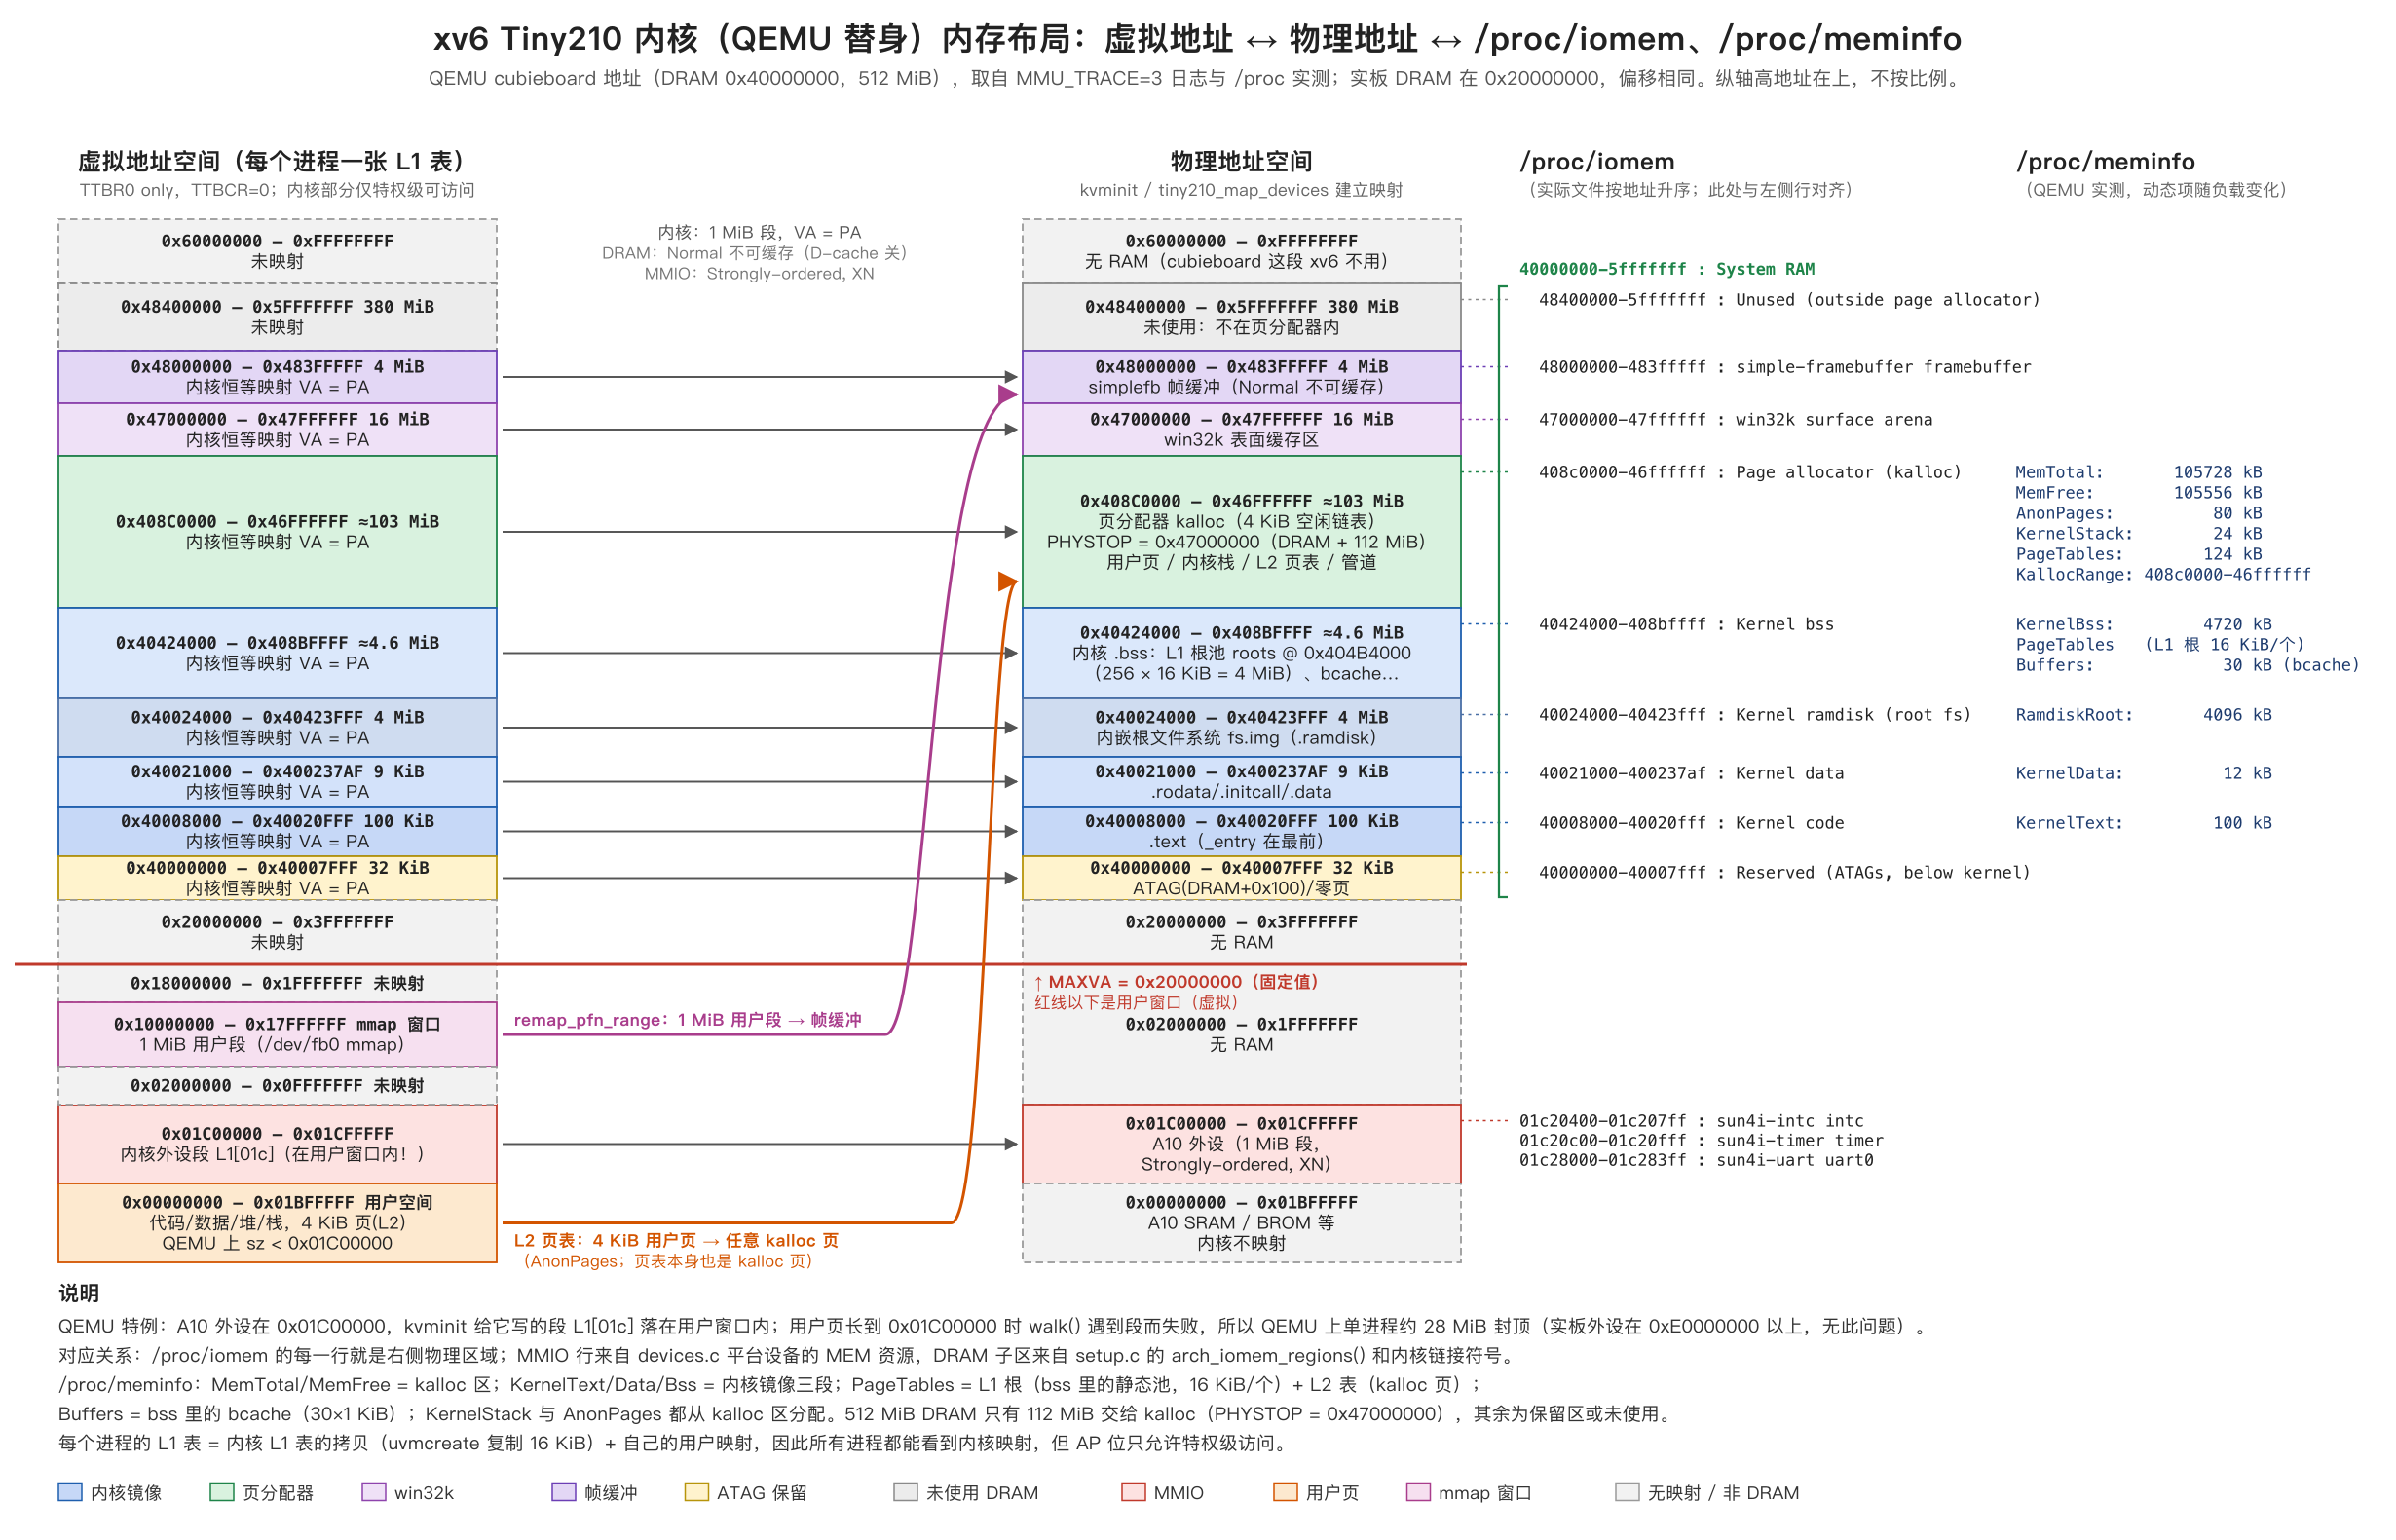 xv6 Tiny210 内核（QEMU 替身）内存布局：虚拟地址 ↔ 物理地址 ↔ /proc/iomem、/proc/meminfo
QEMU cubieboard 地址（DRAM 0x40000000，512 MiB），取自 MMU_TRACE=3 日志与 /proc 实测；实板 DRAM 在 0x20000000，偏移相同。纵轴高地址在上，不按比例。
虚拟地址空间（每个进程一张 L1 表）
TTBR0 only，TTBCR=0；内核部分仅特权级可访问
0x60000000 – 0xFFFFFFFF
未映射
0x48400000 – 0x5FFFFFFF 380 MiB
未映射
0x48000000 – 0x483FFFFF 4 MiB
内核恒等映射 VA = PA
0x47000000 – 0x47FFFFFF 16 MiB
内核恒等映射 VA = PA
0x408C0000 – 0x46FFFFFF ≈103 MiB
内核恒等映射 VA = PA
0x40424000 – 0x408BFFFF ≈4.6 MiB
内核恒等映射 VA = PA
0x40024000 – 0x40423FFF 4 MiB
内核恒等映射 VA = PA
0x40021000 – 0x400237AF 9 KiB
内核恒等映射 VA = PA
0x40008000 – 0x40020FFF 100 KiB
内核恒等映射 VA = PA
0x40000000 – 0x40007FFF 32 KiB
内核恒等映射 VA = PA
0x20000000 – 0x3FFFFFFF
未映射
0x18000000 – 0x1FFFFFFF 未映射
0x10000000 – 0x17FFFFFF mmap 窗口
1 MiB 用户段（/dev/fb0 mmap）
0x02000000 – 0x0FFFFFFF 未映射
0x01C00000 – 0x01CFFFFF
内核外设段 L1[01c]（在用户窗口内！）
0x00000000 – 0x01BFFFFF 用户空间
代码/数据/堆/栈，4 KiB 页(L2)
QEMU 上 sz < 0x01C00000
内核：1 MiB 段，VA = PA
DRAM：Normal 不可缓存（D-cache 关）
MMIO：Strongly-ordered, XN
remap_pfn_range：1 MiB 用户段 → 帧缓冲
L2 页表：4 KiB 用户页 → 任意 kalloc 页
（AnonPages；页表本身也是 kalloc 页）
物理地址空间
kvminit / tiny210_map_devices 建立映射
0x60000000 – 0xFFFFFFFF
无 RAM（cubieboard 这段 xv6 不用）
0x48400000 – 0x5FFFFFFF 380 MiB
未使用：不在页分配器内
0x48000000 – 0x483FFFFF 4 MiB
simplefb 帧缓冲（Normal 不可缓存）
0x47000000 – 0x47FFFFFF 16 MiB
win32k 表面缓存区
0x408C0000 – 0x46FFFFFF ≈103 MiB
页分配器 kalloc（4 KiB 空闲链表）
PHYSTOP = 0x47000000（DRAM + 112 MiB）
用户页 / 内核栈 / L2 页表 / 管道
0x40424000 – 0x408BFFFF ≈4.6 MiB
内核 .bss：L1 根池 roots @ 0x404B4000
（256 × 16 KiB = 4 MiB）、bcache…
0x40024000 – 0x40423FFF 4 MiB
内嵌根文件系统 fs.img（.ramdisk）
0x40021000 – 0x400237AF 9 KiB
.rodata/.initcall/.data
0x40008000 – 0x40020FFF 100 KiB
.text（_entry 在最前）
0x40000000 – 0x40007FFF 32 KiB
ATAG(DRAM+0x100)/零页
0x20000000 – 0x3FFFFFFF
无 RAM
↑ MAXVA = 0x20000000（固定值）
红线以下是用户窗口（虚拟）
0x02000000 – 0x1FFFFFFF
无 RAM
0x01C00000 – 0x01CFFFFF
A10 外设（1 MiB 段，
Strongly-ordered, XN）
0x00000000 – 0x01BFFFFF
A10 SRAM / BROM 等
内核不映射
/proc/iomem
（实际文件按地址升序；此处与左侧行对齐）
40000000-5fffffff : System RAM
48400000-5fffffff : Unused (outside page allocator)
48000000-483fffff : simple-framebuffer framebuffer
47000000-47ffffff : win32k surface arena
408c0000-46ffffff : Page allocator (kalloc)
40424000-408bffff : Kernel bss
40024000-40423fff : Kernel ramdisk (root fs)
40021000-400237af : Kernel data
40008000-40020fff : Kernel code
40000000-40007fff : Reserved (ATAGs, below kernel)
01c20400-01c207ff : sun4i-intc intc
01c20c00-01c20fff : sun4i-timer timer
01c28000-01c283ff : sun4i-uart uart0
/proc/meminfo
（QEMU 实测，动态项随负载变化）
MemTotal: 105728 kB
MemFree: 105556 kB
AnonPages: 80 kB
KernelStack: 24 kB
PageTables: 124 kB
KallocRange: 408c0000-46ffffff
KernelBss: 4720 kB
PageTables （L1 根 16 KiB/个）
Buffers: 30 kB (bcache)
RamdiskRoot: 4096 kB
KernelData: 12 kB
KernelText: 100 kB
说明
QEMU 特例：A10 外设在 0x01C00000，kvminit 给它写的段 L1[01c] 落在用户窗口内；用户页长到 0x01C00000 时 walk() 遇到段而失败，所以 QEMU 上单进程约 28 MiB 封顶（实板外设在 0xE0000000 以上，无此问题）。
对应关系：/proc/iomem 的每一行就是右侧物理区域；MMIO 行来自 devices.c 平台设备的 MEM 资源，DRAM 子区来自 setup.c 的 arch_iomem_regions() 和内核链接符号。
/proc/meminfo：MemTotal/MemFree = kalloc 区；KernelText/Data/Bss = 内核镜像三段；PageTables = L1 根（bss 里的静态池，16 KiB/个）+ L2 表（kalloc 页）；
Buffers = bss 里的 bcache（30×1 KiB）；KernelStack 与 AnonPages 都从 kalloc 区分配。512 MiB DRAM 只有 112 MiB 交给 kalloc（PHYSTOP = 0x47000000），其余为保留区或未使用。
每个进程的 L1 表 = 内核 L1 表的拷贝（uvmcreate 复制 16 KiB）+ 自己的用户映射，因此所有进程都能看到内核映射，但 AP 位只允许特权级访问。
内核镜像 页分配器 win32k 帧缓冲 ATAG 保留 未使用 DRAM MMIO 用户页 mmap 窗口 无映射 / 非 DRAM